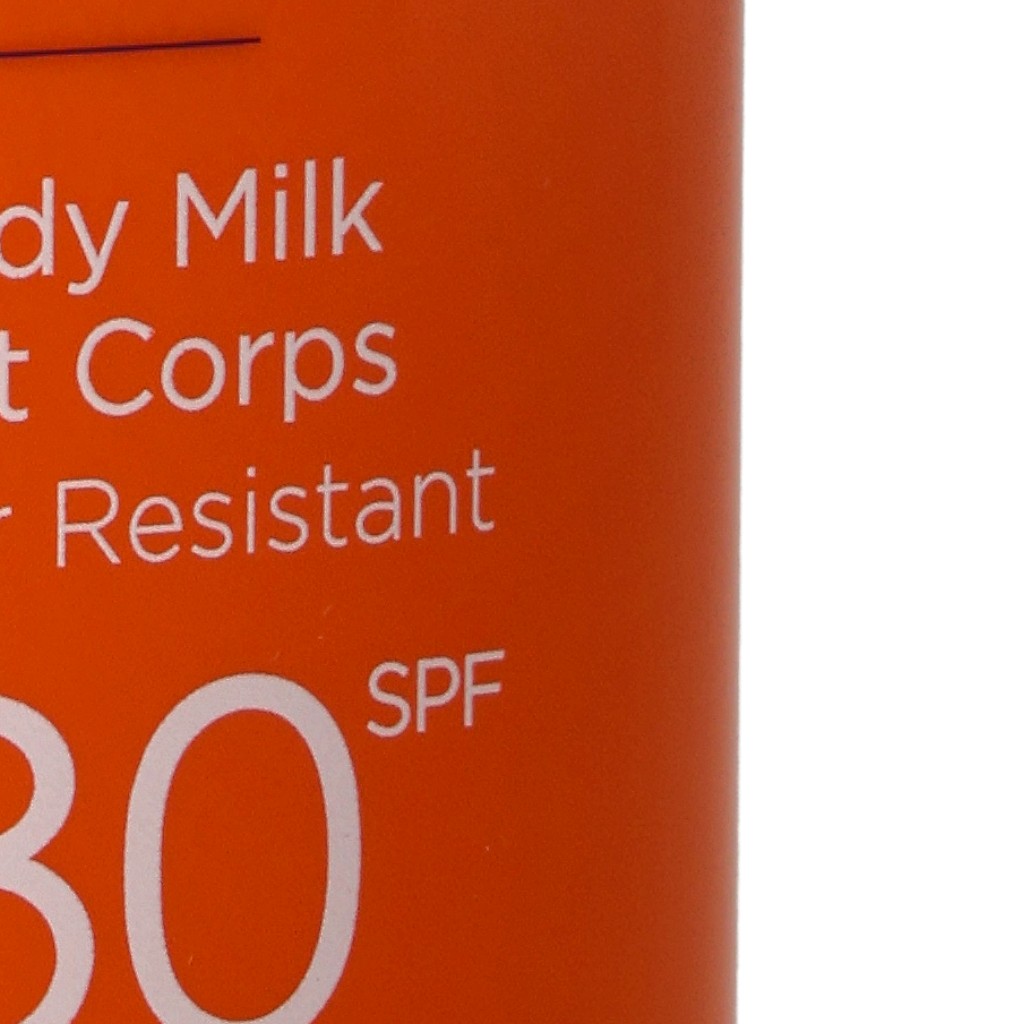 dy Milk
t Corps
r Resistant
30 SPF